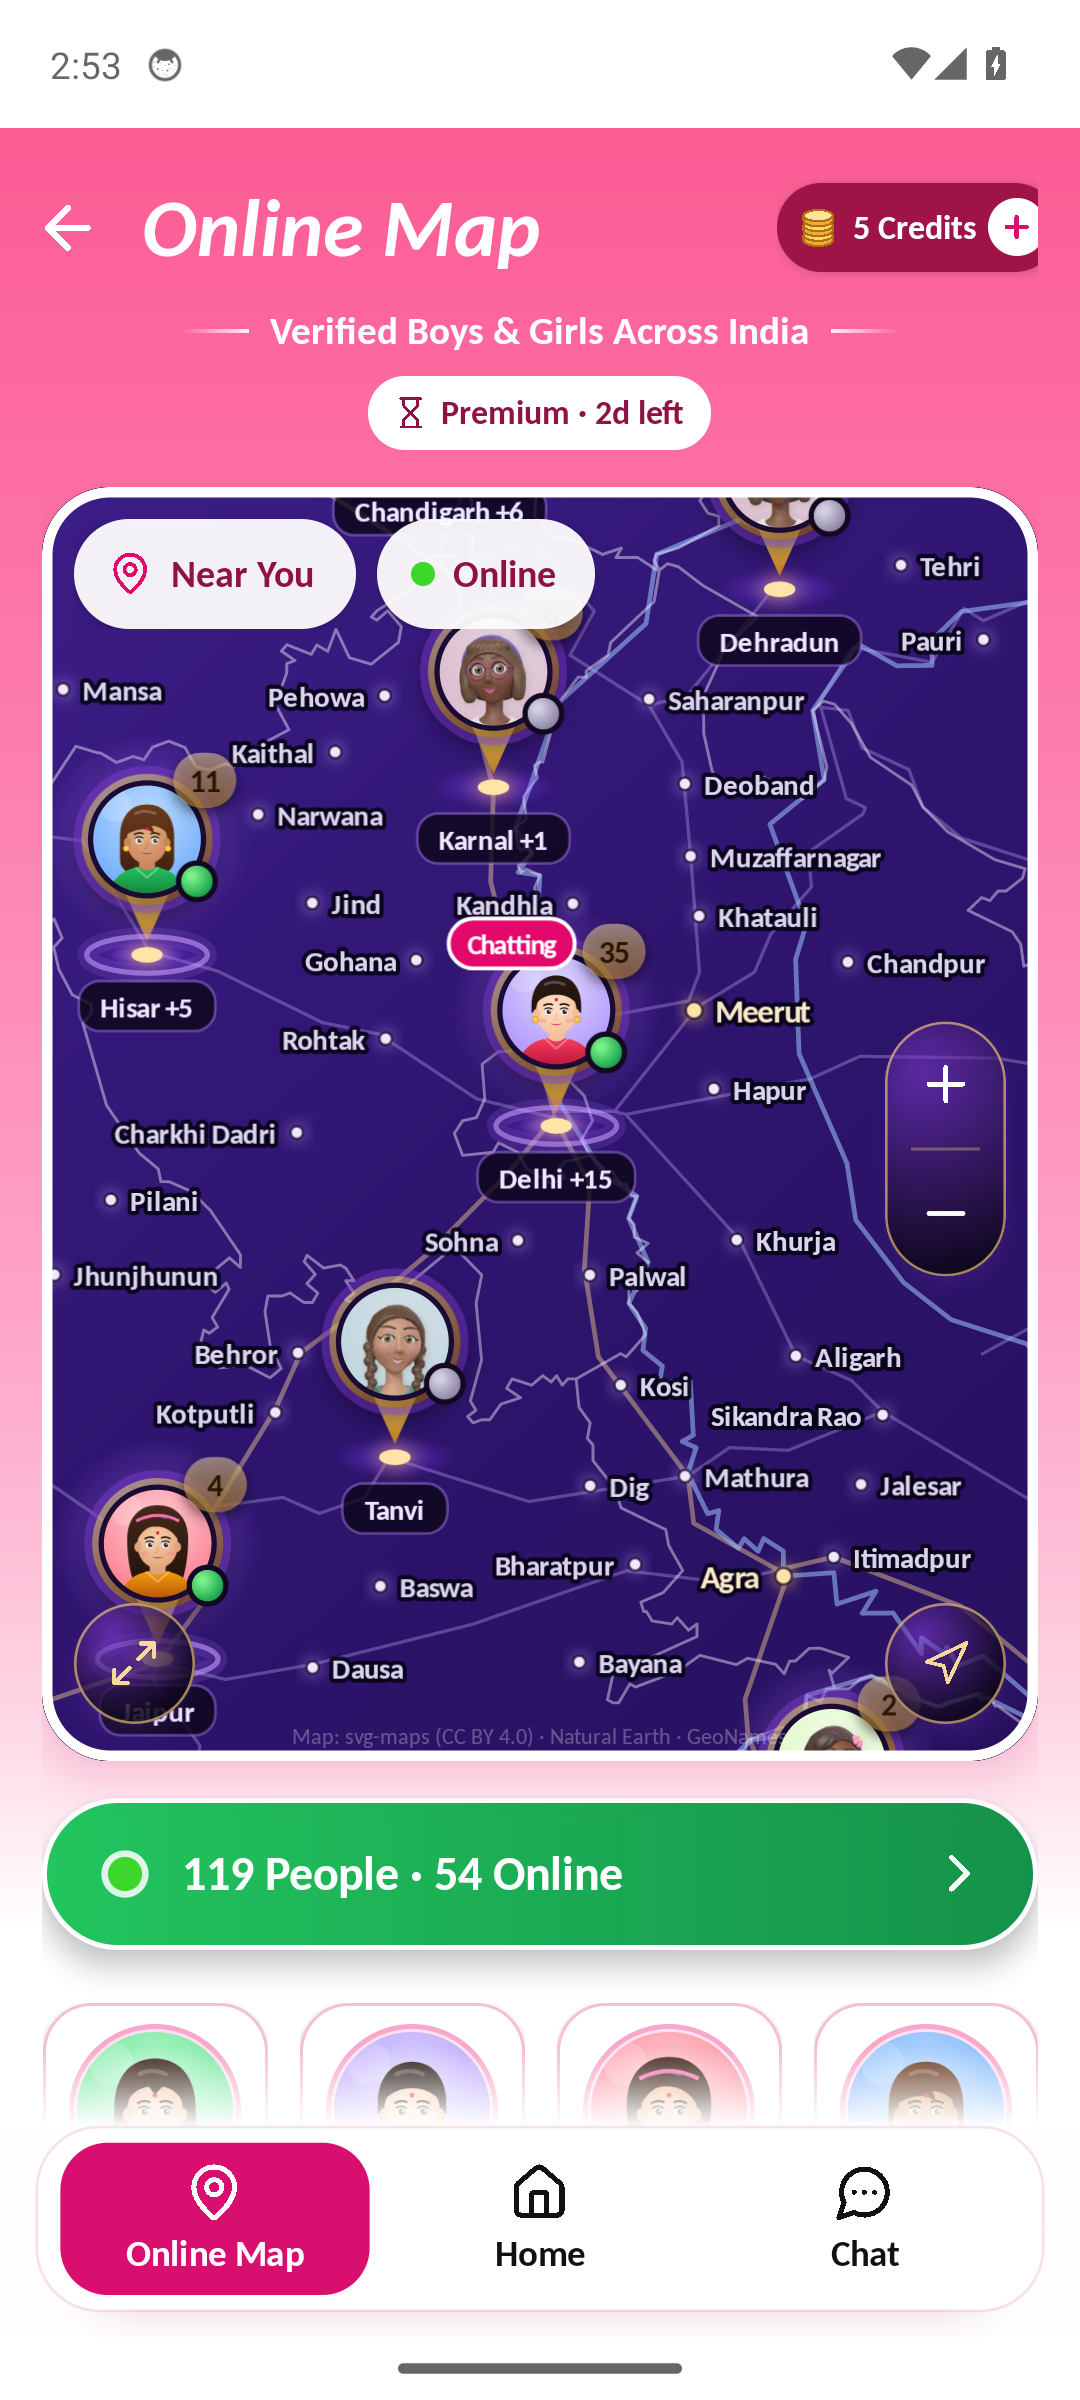 2:53
Online Map
5 Credits
Verified Boys & Girls Across India
Premium · 2d left
Chandigarh +6
Near You
Online
Tehri
Dehradun
Pauri
Mansa
Pehowa
Saharanpur
Kaithal
11
Narwana
Deoband
Karnal +1
Muzaffarnagar
Jind
Kandhla
Khatauli
Chatting
35
Gohana
Chandpur
Hisar +5
Meerut
Rohtak
Hapur
Charkhi Dadri
Delhi +15
Pilani
Sohna
Khurja
Jhunjhunun
Palwal
Behror
Aligarh
Kosi
Kotputli
Sikandra Rao
4
Mathura
Dig
Jalesar
Tanvi
Bharatpur
Itimadpur
Agra
Baswa
Dausa
Bayana
2
Jaipur
Map: svg-maps (CC BY 4.0) · Natural Earth · GeoNames
119 People · 54 Online
Online Map
Home
Chat